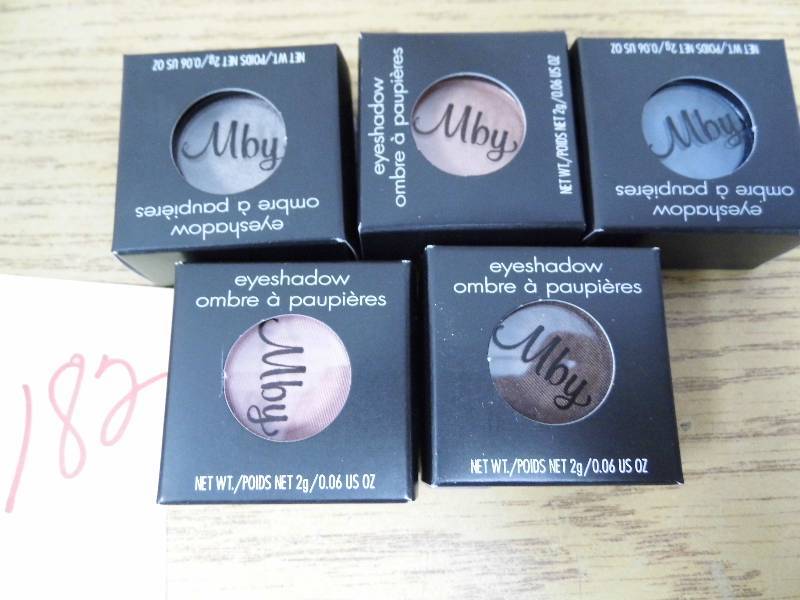 NET WT./POIDS NET 2g/0.06 US OZ
Mby
eyeshadow
ombre à paupières
eyeshadow
ombre à paupières
Mby
NET WT./POIDS NET 2g/0.06 US OZ
NET WT./POIDS NET 2g/0.06 US OZ
Mby
eyeshadow
ombre à paupières
eyeshadow
ombre à paupières
Mby
NET WT./POIDS NET 2g/0.06 US OZ
eyeshadow
ombre à paupières
Mby
NET WT./POIDS NET 2g/0.06 US OZ
182